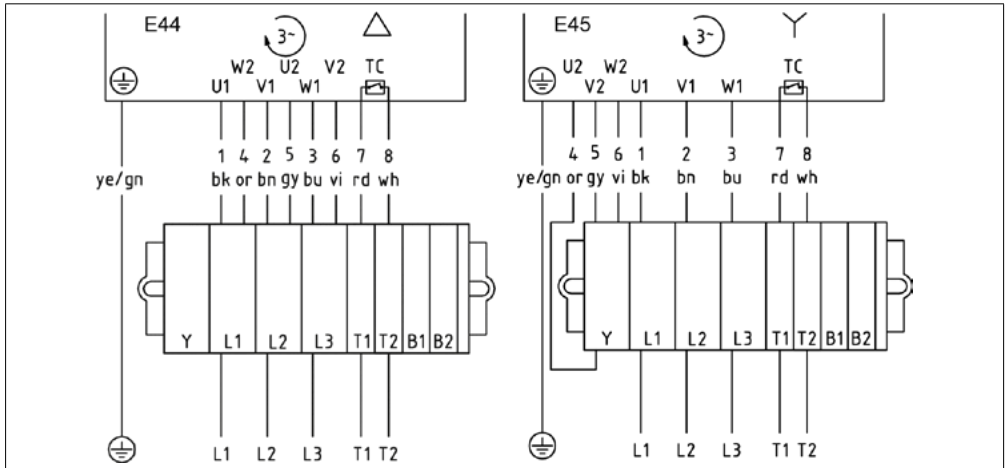 E44 3~
W2 U2 V2 TC
U1 V1 W1
1 4 2 5 3 6 7 8
ye/gn bk or bn gy bu vi rd wh
Y L1 L2 L3 T1 T2 B1 B2
L1 L2 L3 T1 T2
E45 3~
U2 W2 TC
V2 U1 V1 W1
4 5 6 1 2 3 7 8
ye/gn or gy vi bk bn bu rd wh
Y L1 L2 L3 T1 T2 B1 B2
L1 L2 L3 T1 T2